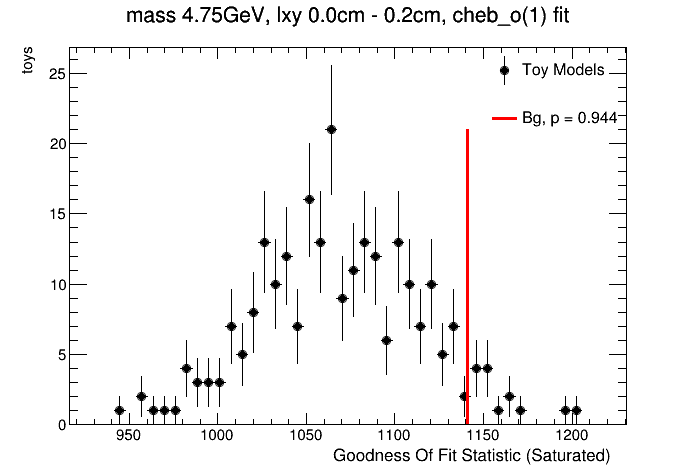 mass 4.75GeV, lxy 0.0cm - 0.2cm, cheb_o(1) fit
toys
Toy Models
Bg, p = 0.944
25
20
15
10
5
0
950 1000 1050 1100 1150 1200
Goodness Of Fit Statistic (Saturated)